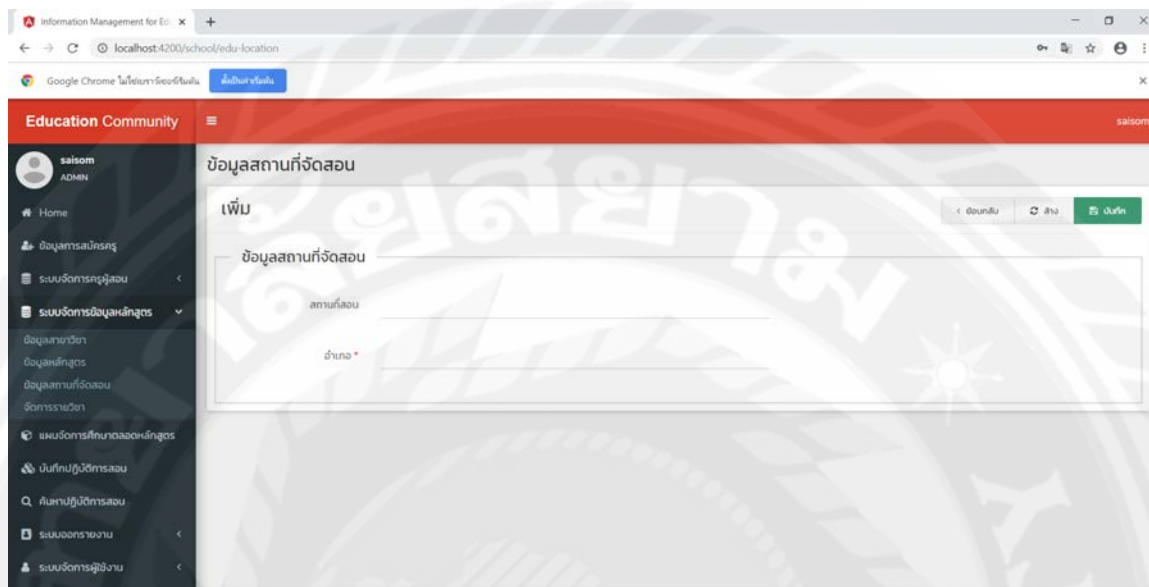 Information Management for Ed
localhost:4200/school/edu-location
Google Chrome ไม่ใช่เบราว์เซอร์เริ่มต้น ตั้งเป็นค่าเริ่มต้น
Education Community
saisom
saisom
ADMIN
Home
ข้อมูลการสมัครครู
ระบบจัดการครูผู้สอน
ระบบจัดการข้อมูลหลักสูตร
ข้อมูลสาขาวิชา
ข้อมูลหลักสูตร
ข้อมูลสถานที่จัดสอน
จัดการรายวิชา
แผนจัดการศึกษาตลอดหลักสูตร
บันทึกปฏิบัติการสอน
ค้นหาปฏิบัติการสอน
ระบบออกรายงาน
ระบบจัดการผู้ใช้งาน
ข้อมูลสถานที่จัดสอน
เพิ่ม
ย้อนกลับ ล้าง บันทึก
ข้อมูลสถานที่จัดสอน
สถานที่สอน
อำเภอ *